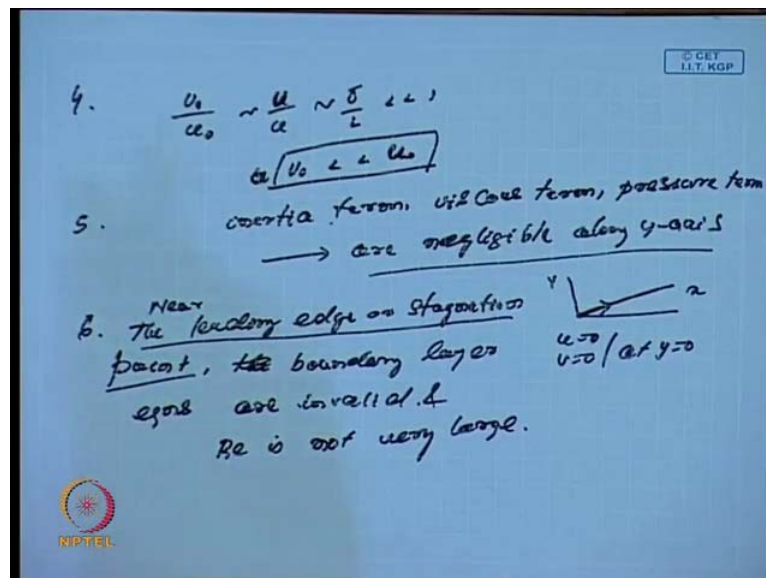 © CET
I.I.T. KGP
4. v₀/u₀ ~ u/u ~ δ/L << 1
or v₀ << u₀
5. inertia term, viscous term, pressure term
→ are negligible along y-axis
6. Near The leading edge or stagnation
point, the boundary layer
eqns are invalid &
Re is not very large.
Y x
u=0
v=0 / at y=0
NPTEL